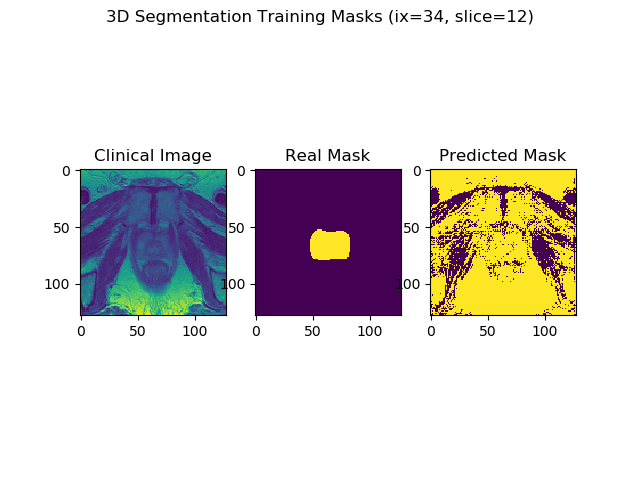 3D Segmentation Training Masks (ix=34, slice=12)
Clinical Image Real Mask Predicted Mask
0 0 0
50 50 50
100 100 100
0 50 100 0 50 100 0 50 100